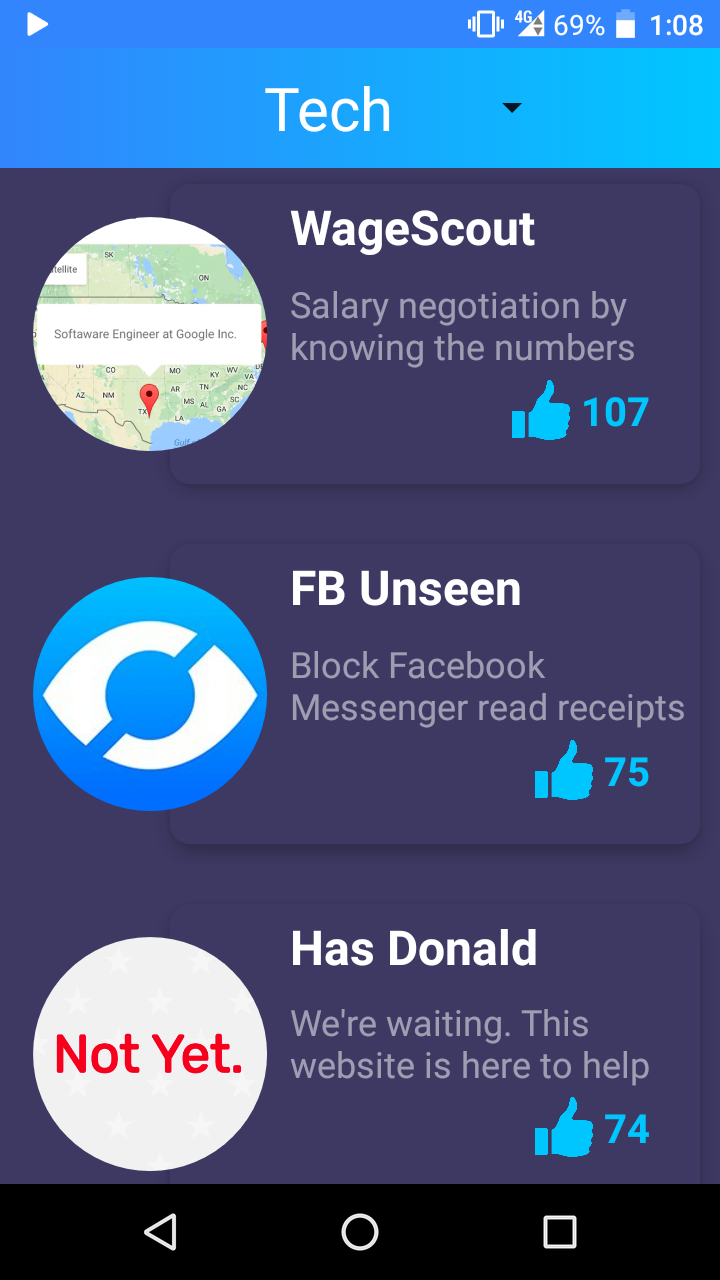 4G 69% 1:08
Tech
WageScout
Salary negotiation by
knowing the numbers
107
SK
tellite
ON
Softaware Engineer at Google Inc.
UT CO MO KY WV VA
AZ NM AR TN NC
MS AL SC
TX GA
LA
Gulf
FB Unseen
Block Facebook
Messenger read receipts
75
Has Donald
We're waiting. This
website is here to help
74
Not Yet.